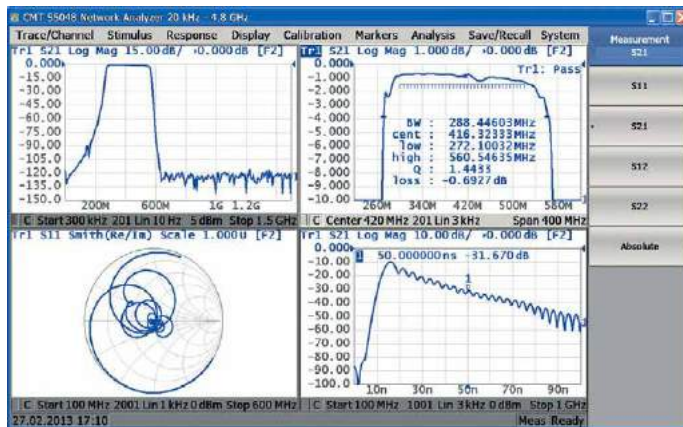 CMT S5048 Network Analyzer 20 kHz - 4.8 GHz
Trace/Channel Stimulus Response Display Calibration Markers Analysis Save/Recall System
Measurement
S21
S11
S21
S12
S22
Absolute
Tr1 S21 Log Mag 15.00dB/ 0.000dB [F2]
0.000
-15.00
-30.00
-45.00
-60.00
-75.00
-90.00
-105.0
-120.0
-135.0
-150.0
200M 600M 1G 1.2G
C Start 300 kHz 201 Lin 10 Hz 5 dBm Stop 1.5 GHz
Tr1 S21 Log Mag 1.000dB/ 0.000dB [F2]
Tr1: Pass
0.000
-1.000
-2.000
-3.000
-4.000
-5.000
-6.000
-7.000
-8.000
-9.000
-10.00
BW : 288.44603MHz
cent : 416.32333MHz
low : 272.10032MHz
high : 560.54635MHz
Q : 1.4433
loss : -0.6927dB
260M 340M 420M 500M 580M
C Center 420 MHz 201 Lin 3 kHz Span 400 MHz
Tr1 S11 Smith(Re/Im) Scale 1.000U [F2]
C Start 100 MHz 2001 Lin 1 kHz 0 dBm Stop 600 MHz
Tr1 S21 Log Mag 10.00dB/ 0.000dB [F2]
0.000
-10.00
-20.00
-30.00
-40.00
-50.00
-60.00
-70.00
-80.00
-90.00
-100.0
1 50.000000ns -31.670dB
1
10n 30n 50n 70n 90n
C Start 100 MHz 1001 Lin 3 kHz 0 dBm Stop 1 GHz
27.02.2013 17:10
Meas Ready